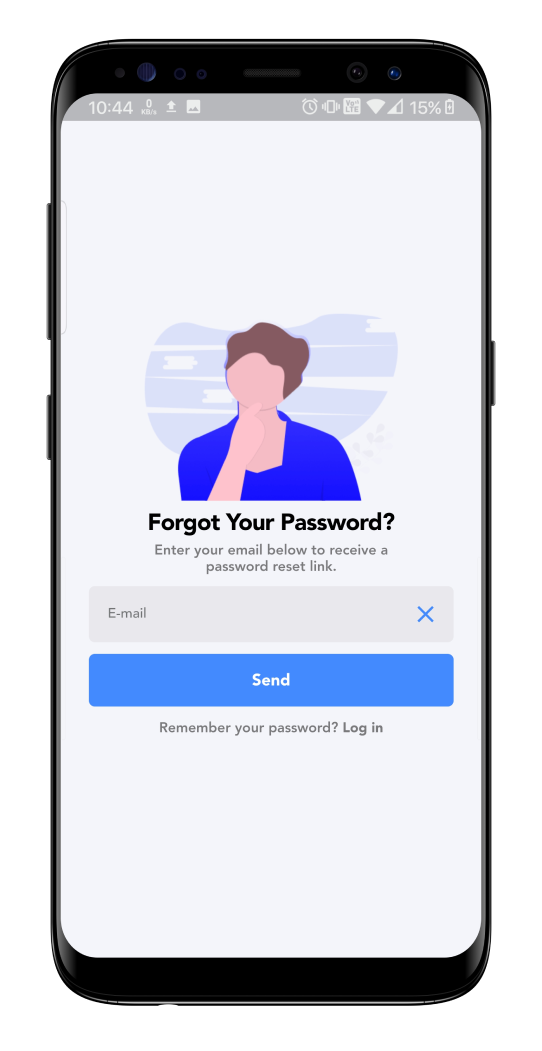 10:44 0 KB/s VoLTE 15%
Forgot Your Password?
Enter your email below to receive a
password reset link.
E-mail
Send
Remember your password? Log in